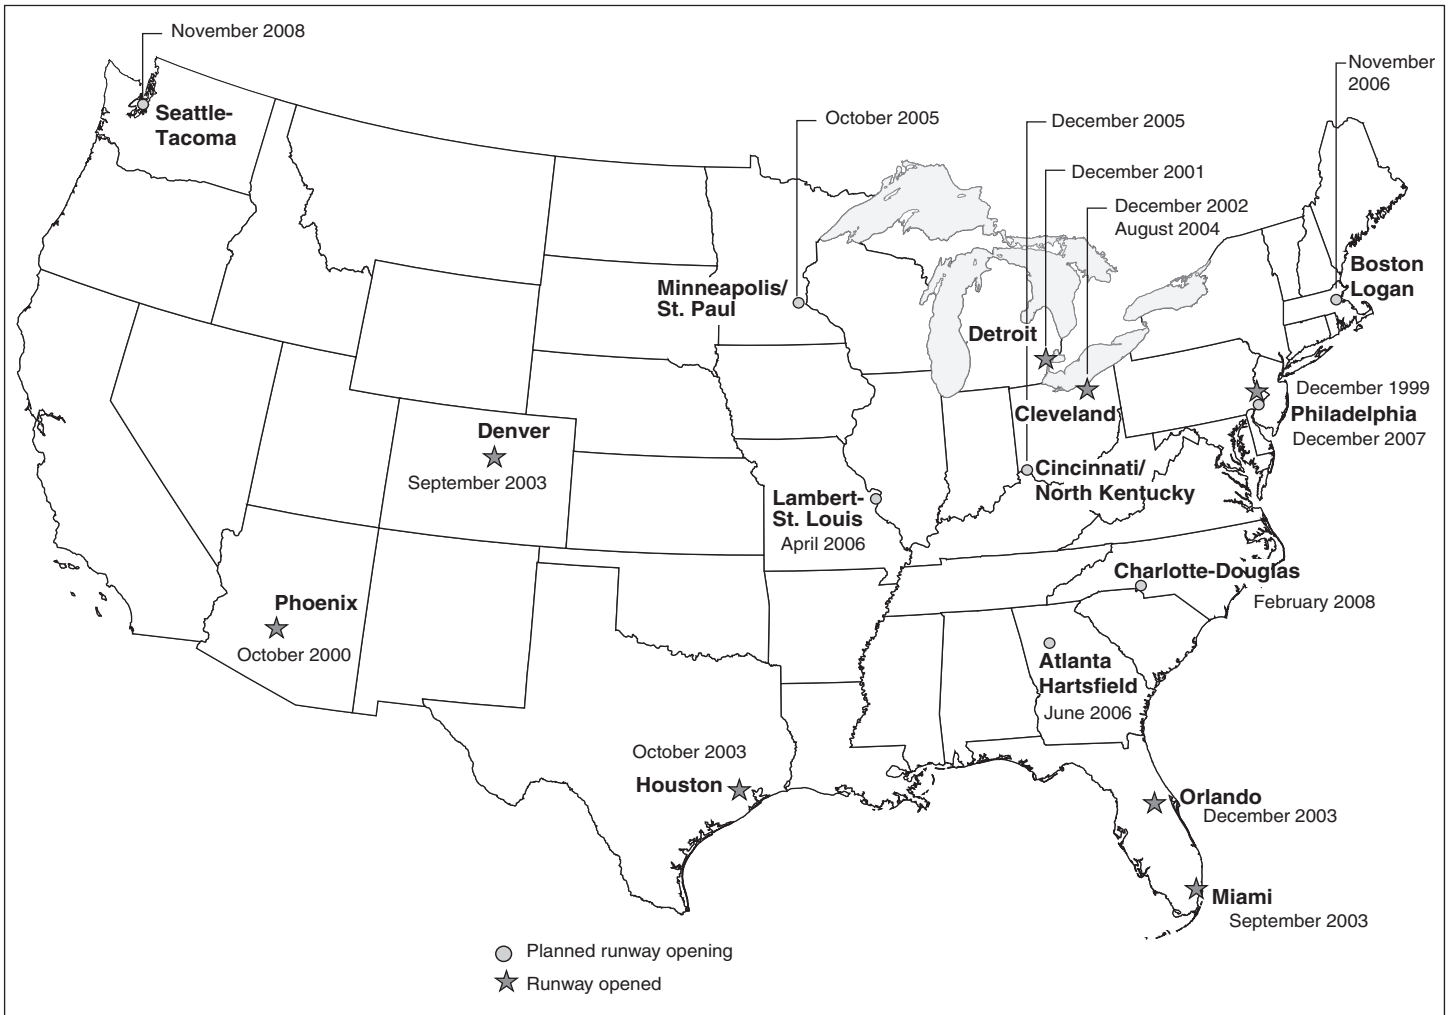 November 2008
Seattle-
Tacoma
October 2005
December 2005
December 2001
December 2002
August 2004
November
2006
Boston
Logan
Minneapolis/
St. Paul
Detroit
Cleveland
December 1999
Philadelphia
December 2007
Denver
September 2003
Cincinnati/
North Kentucky
Lambert-
St. Louis
April 2006
Charlotte-Douglas
February 2008
Phoenix
October 2000
Atlanta
Hartsfield
June 2006
October 2003
Houston
Orlando
December 2003
Miami
September 2003
Planned runway opening
Runway opened